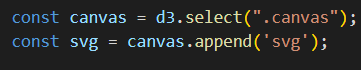 const canvas = d3.select(".canvas");
const svg = canvas.append('svg');